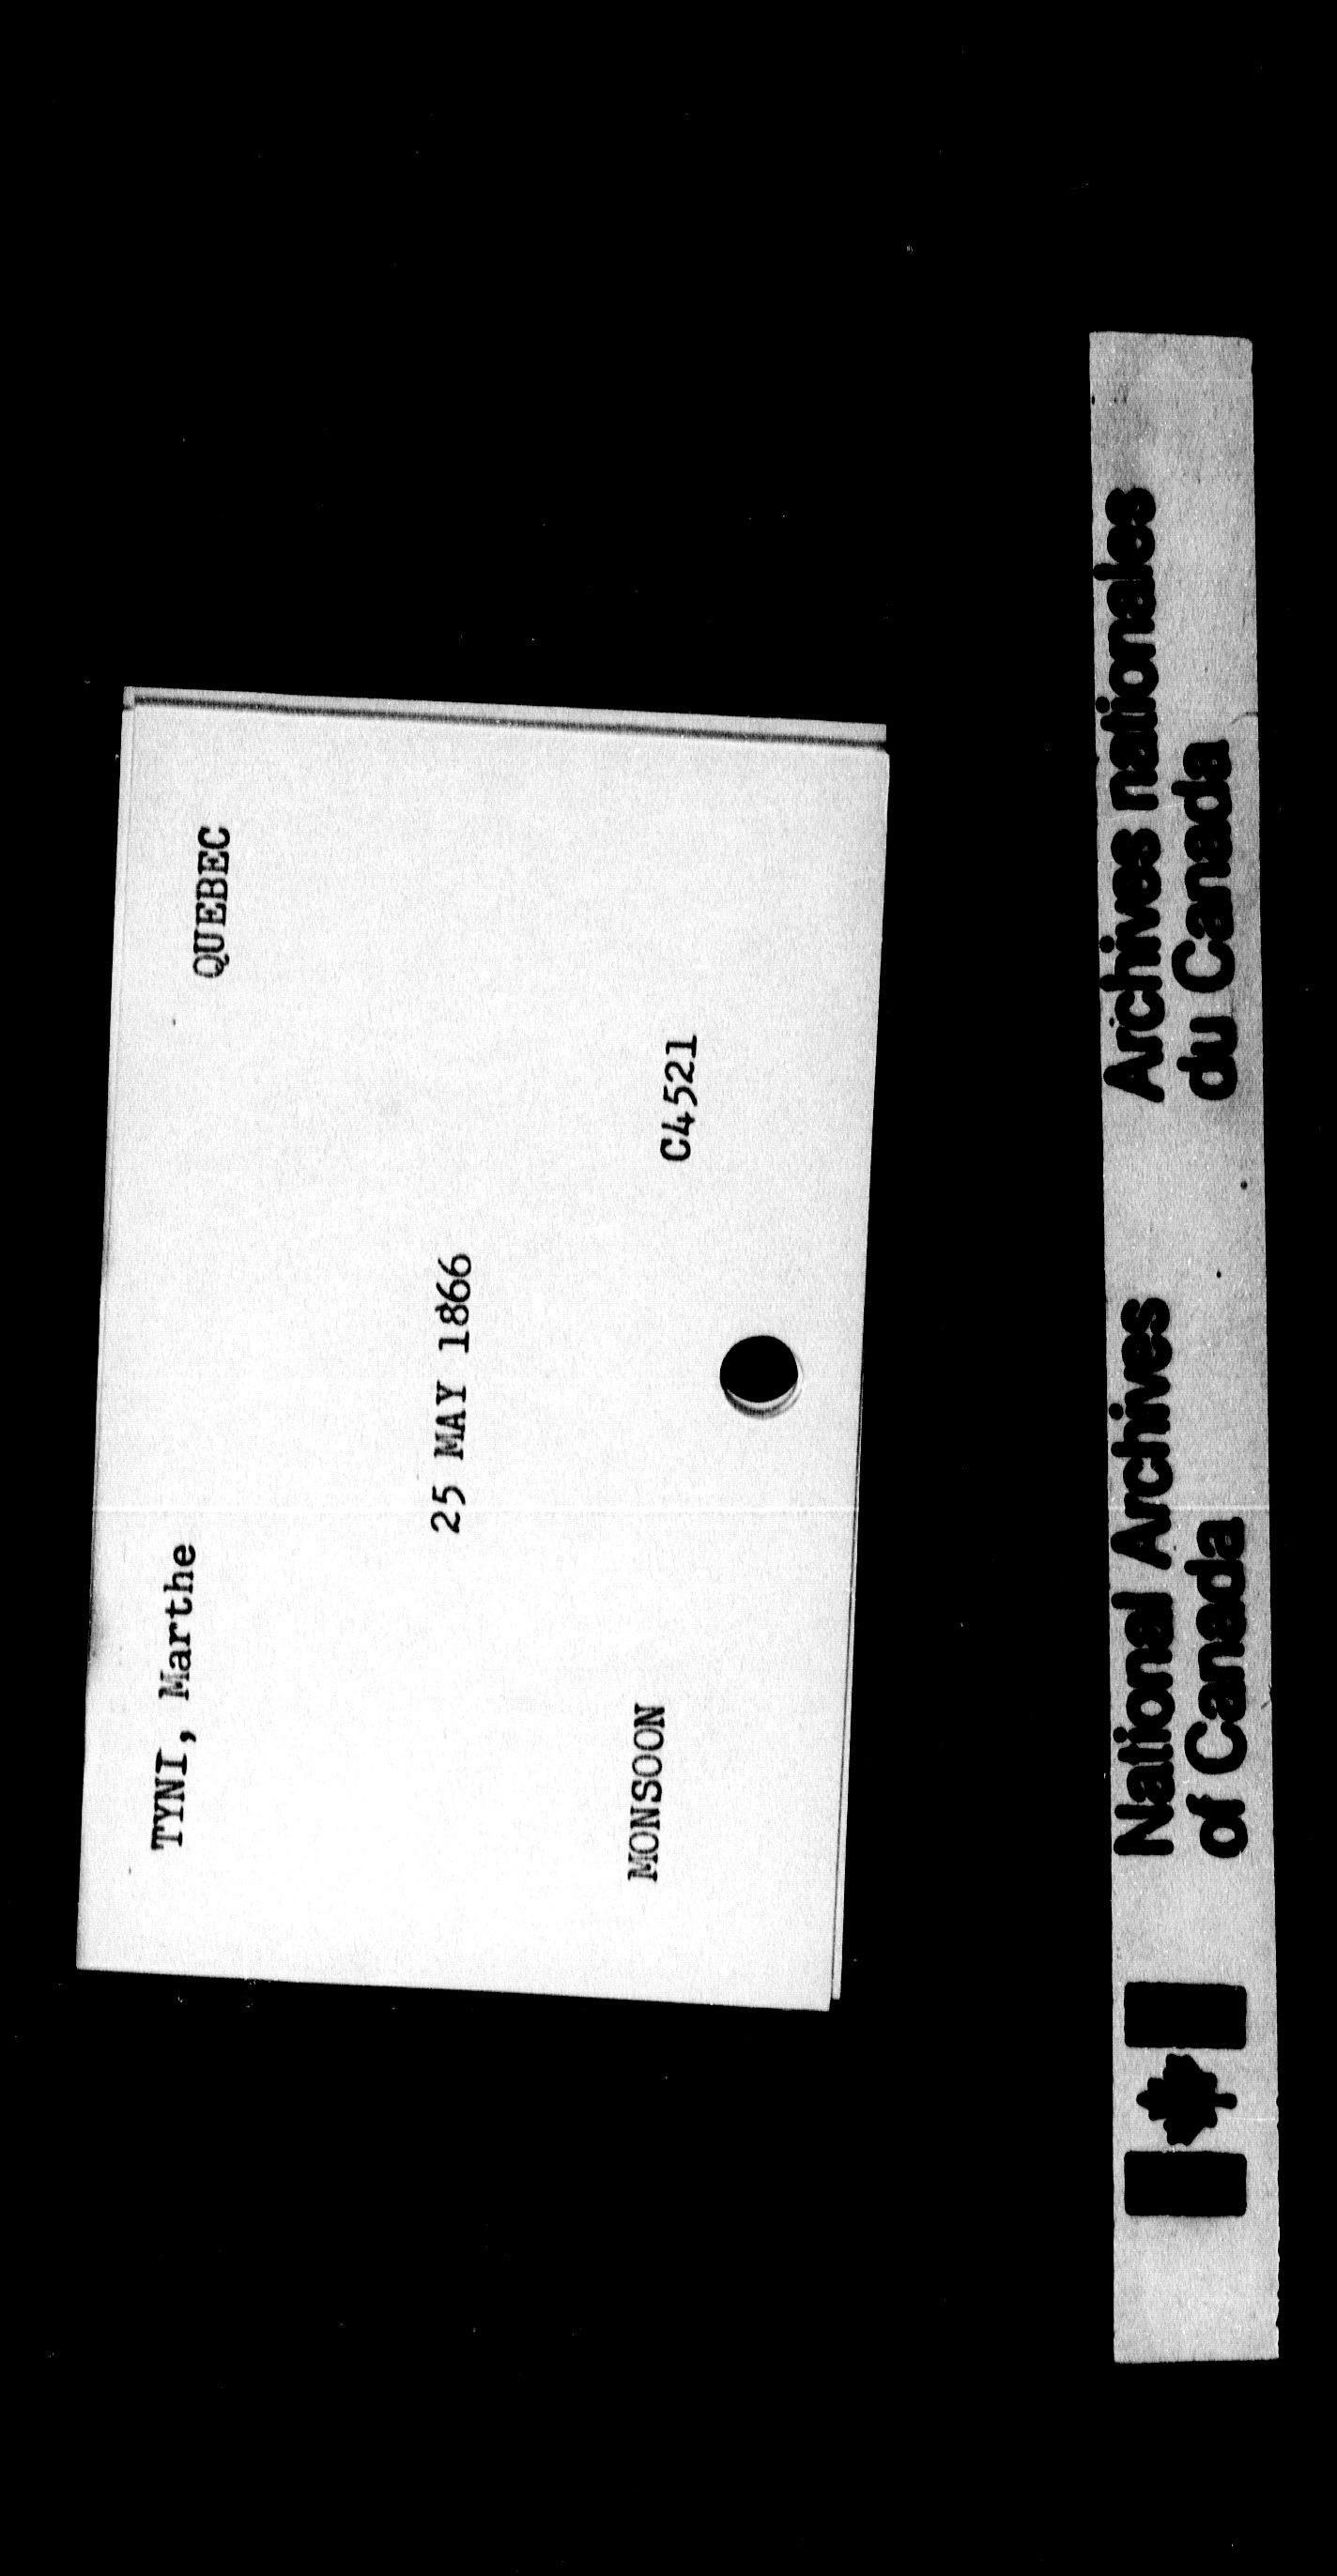 TYNI, Marthe
QUEBEC
25 MAY 1866
MONSOON
C4521
National Archives
of Canada
Archives nationales
du Canada